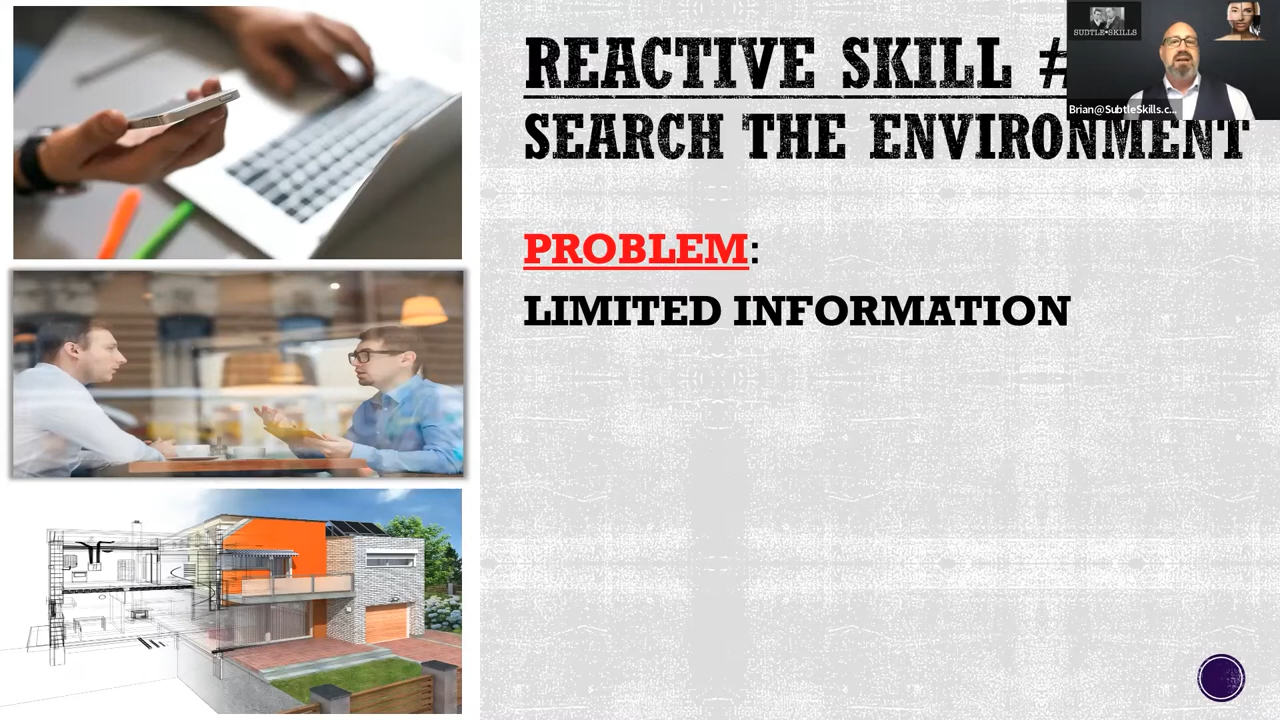 REACTIVE SKILL #
SEARCH THE ENVIRONMENT
PROBLEM:
LIMITED INFORMATION
SUBTLE SKILLS
Brian@SubtleSkills.c...